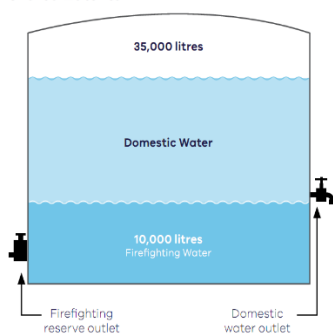 35,000 litres
Domestic Water
10,000 litres
Firefighting Water
Firefighting
reserve outlet
Domestic
water outlet